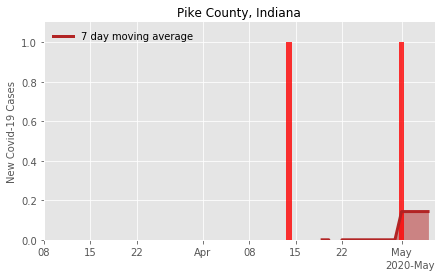 Pike County, Indiana
7 day moving average
New Covid-19 Cases
1.0
0.8
0.6
0.4
0.2
0.0
08 15 22 Apr 08 15 22 May
2020-May